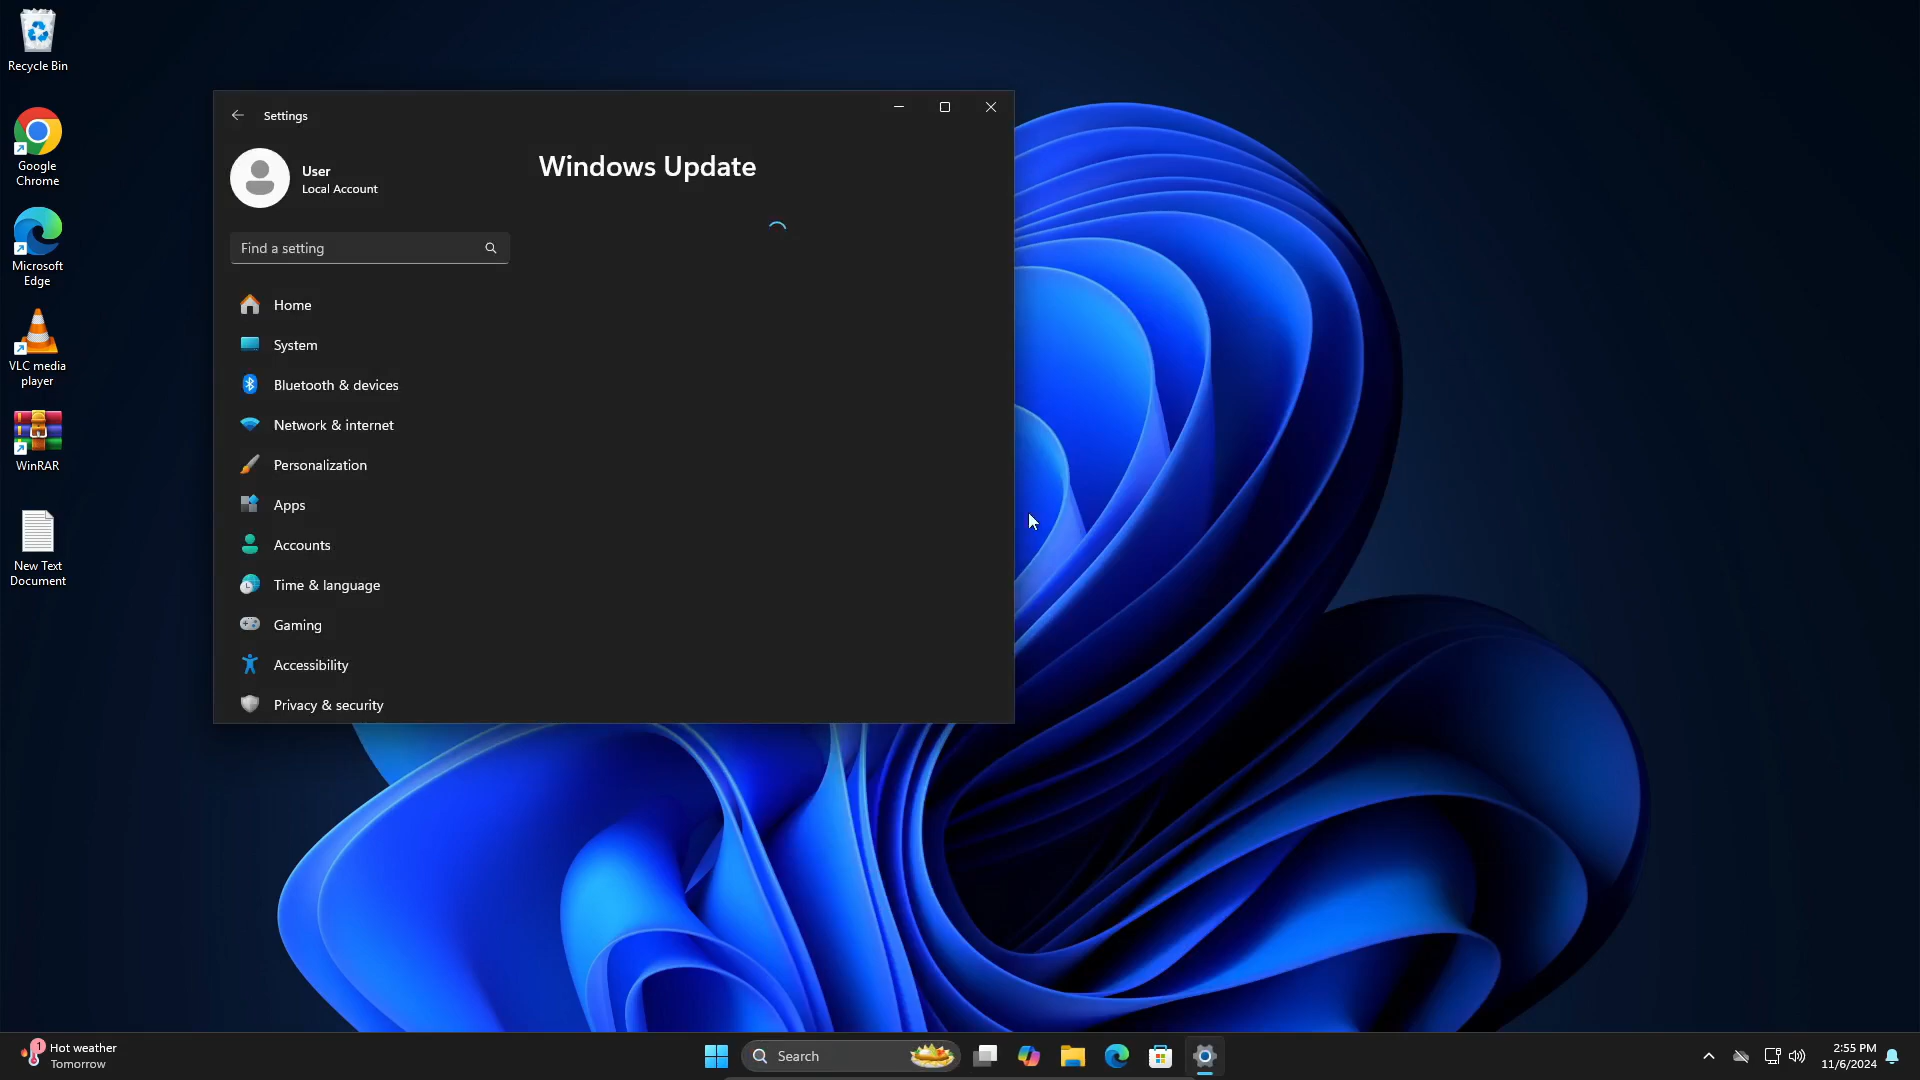 Recycle Bin
Google
Chrome
Microsoft
Edge
VLC media
player
WinRAR
New Text
Document
Settings
User
Local Account
Find a setting
Home
System
Bluetooth & devices
Network & internet
Personalization
Apps
Accounts
Time & language
Gaming
Accessibility
Privacy & security
Windows Update
1
Hot weather
Tomorrow
Search
2:55 PM
11/6/2024